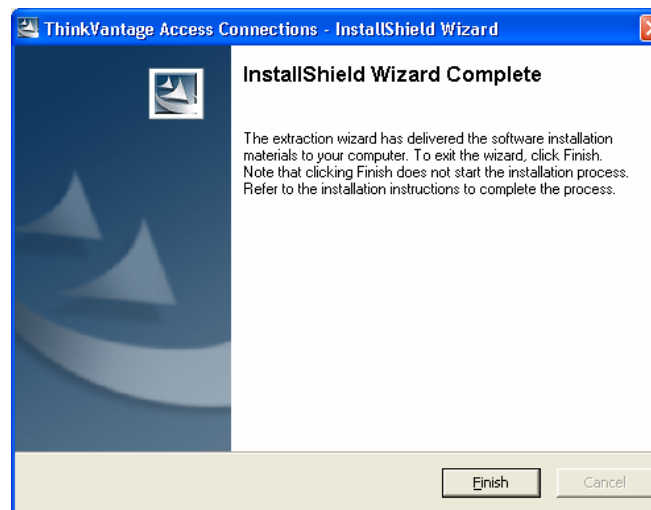 ThinkVantage Access Connections - InstallShield Wizard
InstallShield Wizard Complete
The extraction wizard has delivered the software installation
materials to your computer. To exit the wizard, click Finish.
Note that clicking Finish does not start the installation process.
Refer to the installation instructions to complete the process.
Finish
Cancel